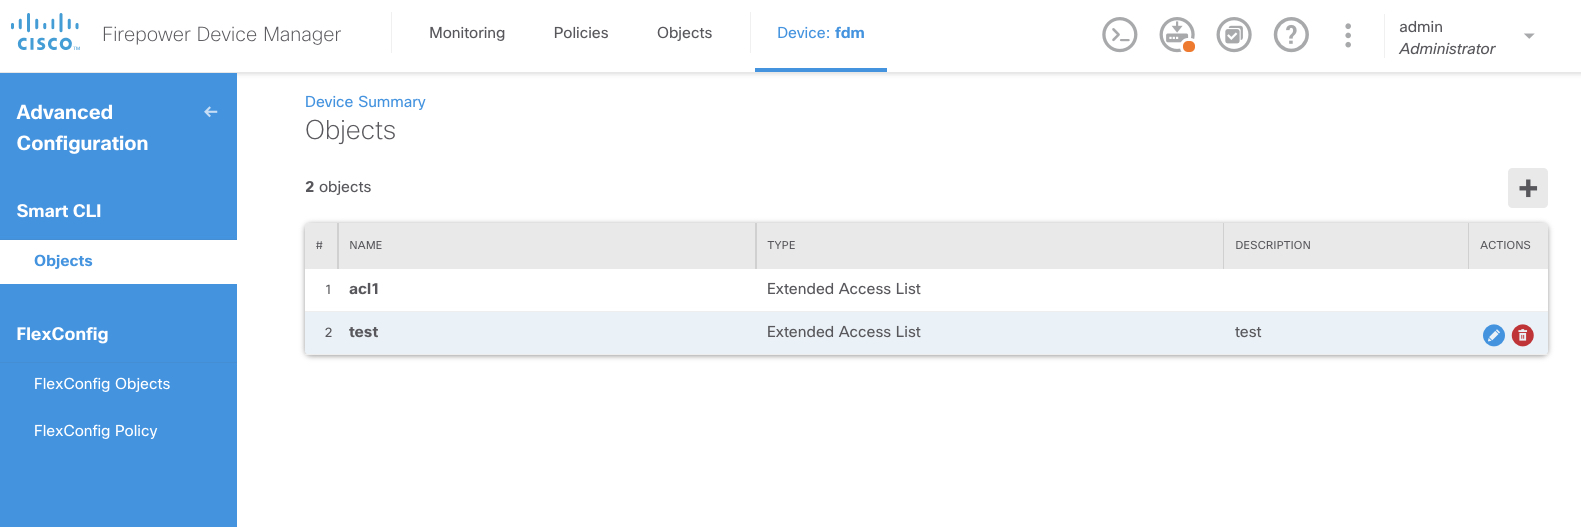 CISCO
Firepower Device Manager
Monitoring
Policies
Objects
Device: fdm
admin
Administrator
Advanced
Configuration
Smart CLI
Objects
FlexConfig
FlexConfig Objects
FlexConfig Policy
Device Summary
Objects
2 objects
# NAME TYPE DESCRIPTION ACTIONS
1 acl1 Extended Access List
2 test Extended Access List test